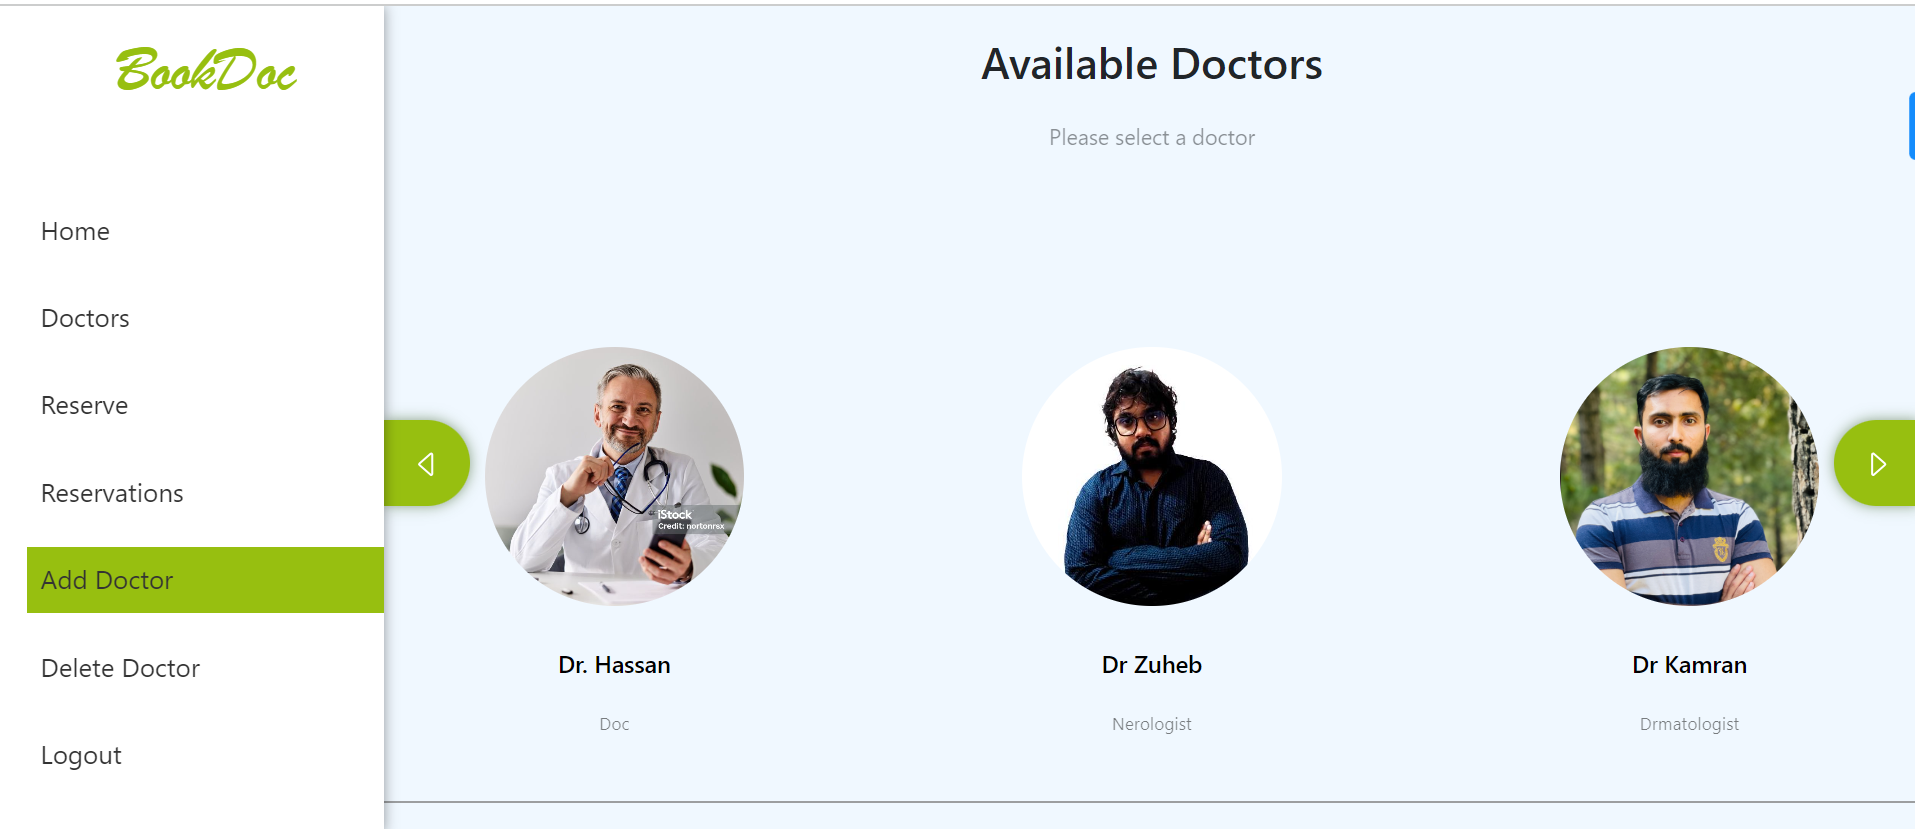 BookDoc
Home
Doctors
Reserve
Reservations
Add Doctor
Delete Doctor
Logout
Available Doctors
Please select a doctor
iStock
Credit: nortonrsx
Dr. Hassan
Doc
Dr Zuheb
Nerologist
Dr Kamran
Drmatologist